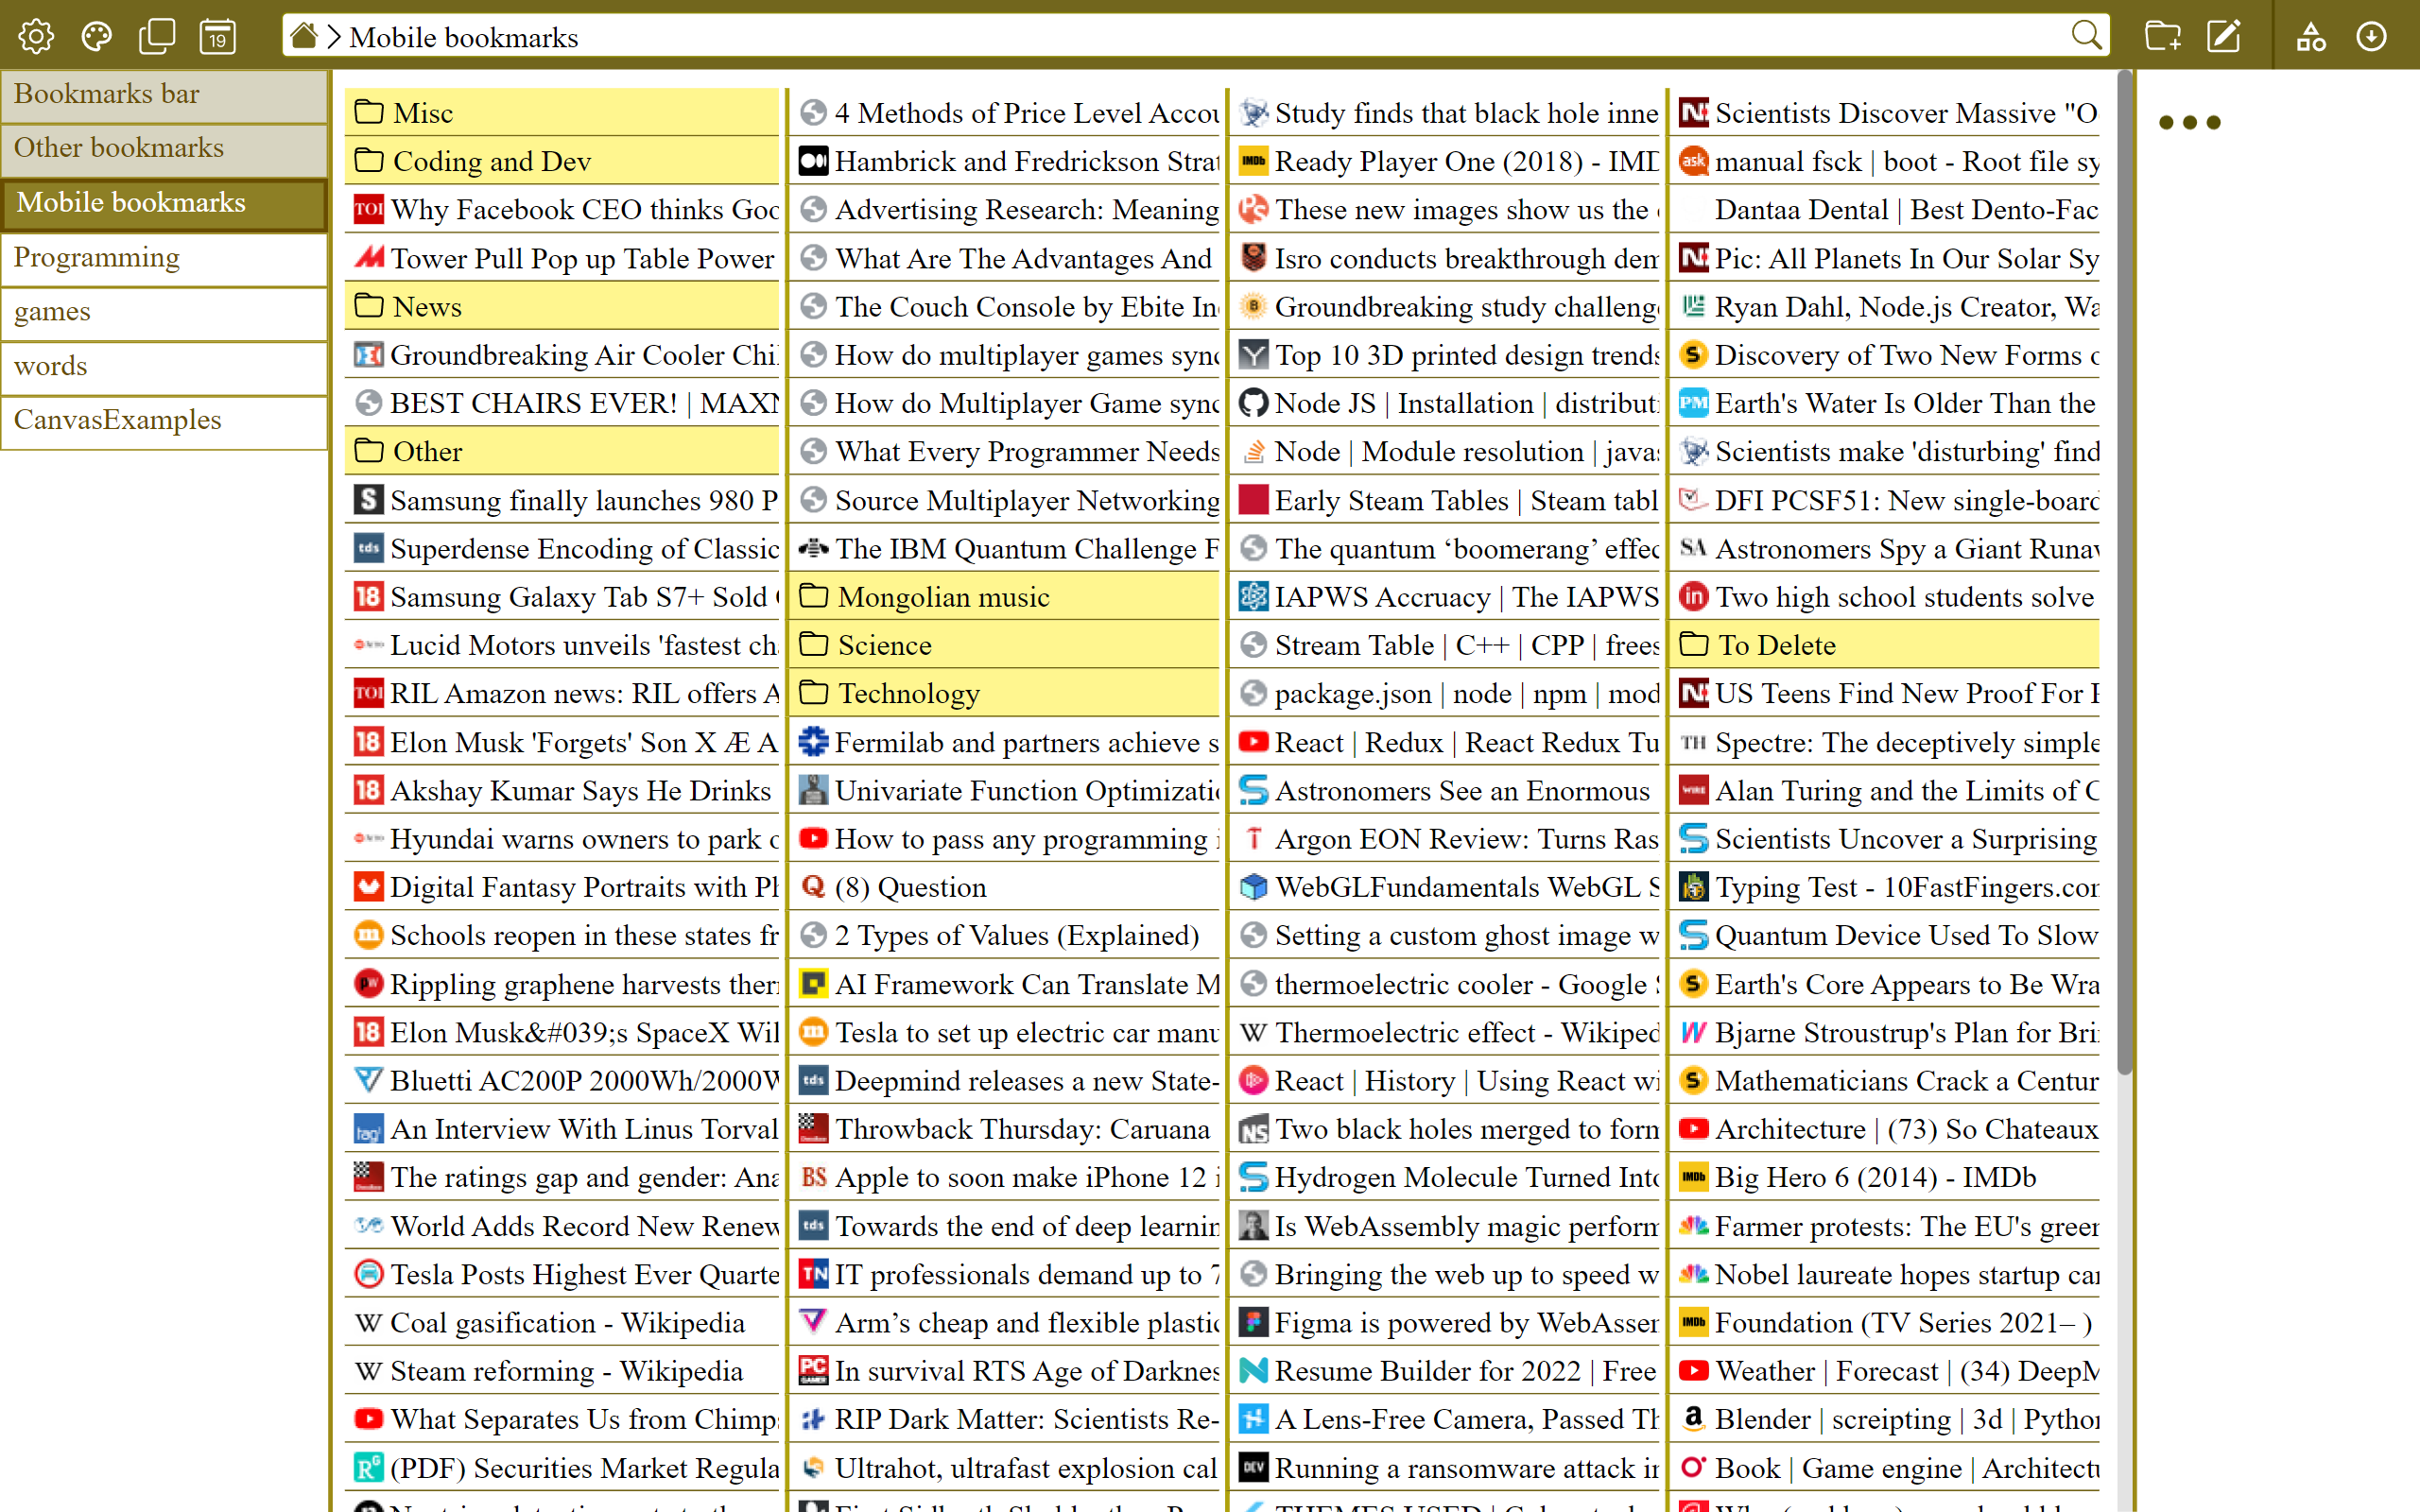 19
Mobile bookmarks
Bookmarks bar
Other bookmarks
Mobile bookmarks
Programming
games
words
CanvasExamples
Misc
Coding and Dev
Why Facebook CEO thinks Goo
Tower Pull Pop up Table Power
News
Groundbreaking Air Cooler Chil
BEST CHAIRS EVER! | MAXN
Other
Samsung finally launches 980 P
Superdense Encoding of Classic
Samsung Galaxy Tab S7+ Sold
Lucid Motors unveils 'fastest cha
RIL Amazon news: RIL offers A
Elon Musk 'Forgets' Son X Æ A
Akshay Kumar Says He Drinks
Hyundai warns owners to park o
Digital Fantasy Portraits with Ph
Schools reopen in these states fr
Rippling graphene harvests ther
Elon Musk&#039;s SpaceX Wil
Bluetti AC200P 2000Wh/2000W
An Interview With Linus Torval
The ratings gap and gender: Ana
World Adds Record New Renew
Tesla Posts Highest Ever Quarte
Coal gasification - Wikipedia
Steam reforming - Wikipedia
What Separates Us from Chimp
(PDF) Securities Market Regula
4 Methods of Price Level Accou
Hambrick and Fredrickson Strat
Advertising Research: Meaning
What Are The Advantages And
The Couch Console by Ebite In
How do multiplayer games sync
How do Multiplayer Game sync
What Every Programmer Needs
Source Multiplayer Networking
The IBM Quantum Challenge F
Mongolian music
Science
Technology
Fermilab and partners achieve s
Univariate Function Optimizati
How to pass any programming i
(8) Question
2 Types of Values (Explained)
AI Framework Can Translate M
Tesla to set up electric car manu
Deepmind releases a new State-
Throwback Thursday: Caruana
Apple to soon make iPhone 12 i
Towards the end of deep learnin
IT professionals demand up to 7
Arm’s cheap and flexible plastic
In survival RTS Age of Darknes
RIP Dark Matter: Scientists Re-
Ultrahot, ultrafast explosion cal
Study finds that black hole inne
Ready Player One (2018) - IMD
These new images show us the
Isro conducts breakthrough dem
Groundbreaking study challeng
Top 10 3D printed design trends
Node JS | Installation | distributi
Node | Module resolution | javas
Early Steam Tables | Steam tabl
The quantum ‘boomerang’ effec
IAPWS Accruacy | The IAPWS
Stream Table | C++ | CPP | frees
package.json | node | npm | mod
React | Redux | React Redux Tu
Astronomers See an Enormous
Argon EON Review: Turns Ras
WebGLFundamentals WebGL S
Setting a custom ghost image w
thermoelectric cooler - Google S
Thermoelectric effect - Wikiped
React | History | Using React wi
Two black holes merged to form
Hydrogen Molecule Turned Into
Is WebAssembly magic perform
Bringing the web up to speed w
Figma is powered by WebAssem
Resume Builder for 2022 | Free
A Lens-Free Camera, Passed Th
Running a ransomware attack in
Scientists Discover Massive "O
manual fsck | boot - Root file sy
Dantaa Dental | Best Dento-Fac
Pic: All Planets In Our Solar Sy
Ryan Dahl, Node.js Creator, Wa
Discovery of Two New Forms o
Earth's Water Is Older Than the
Scientists make 'disturbing' find
DFI PCSF51: New single-board
Astronomers Spy a Giant Runaw
Two high school students solve
To Delete
US Teens Find New Proof For P
Spectre: The deceptively simple
Alan Turing and the Limits of C
Scientists Uncover a Surprising
Typing Test - 10FastFingers.com
Quantum Device Used To Slow
Earth's Core Appears to Be Wra
Bjarne Stroustrup's Plan for Bri
Mathematicians Crack a Centur
Architecture | (73) So Chateaux
Big Hero 6 (2014) - IMDb
Farmer protests: The EU's green
Nobel laureate hopes startup can
Foundation (TV Series 2021– )
Weather | Forecast | (34) DeepM
Blender | screipting | 3d | Python
Book | Game engine | Architectu